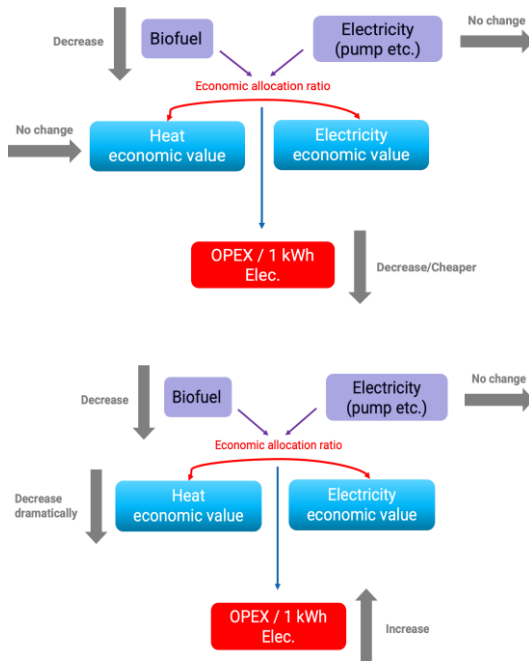 Decrease
Biofuel
Electricity
(pump etc.)
No change
Economic allocation ratio
No change
Heat
economic value
Electricity
economic value
OPEX / 1 kWh
Elec.
Decrease/Cheaper
Decrease
Biofuel
Electricity
(pump etc.)
No change
Economic allocation ratio
Decrease
dramatically
Heat
economic value
Electricity
economic value
OPEX / 1 kWh
Elec.
Increase